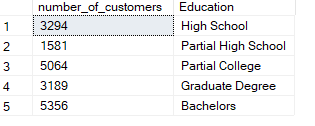 number_of_customers Education
1 3294 High School
2 1581 Partial High School
3 5064 Partial College
4 3189 Graduate Degree
5 5356 Bachelors